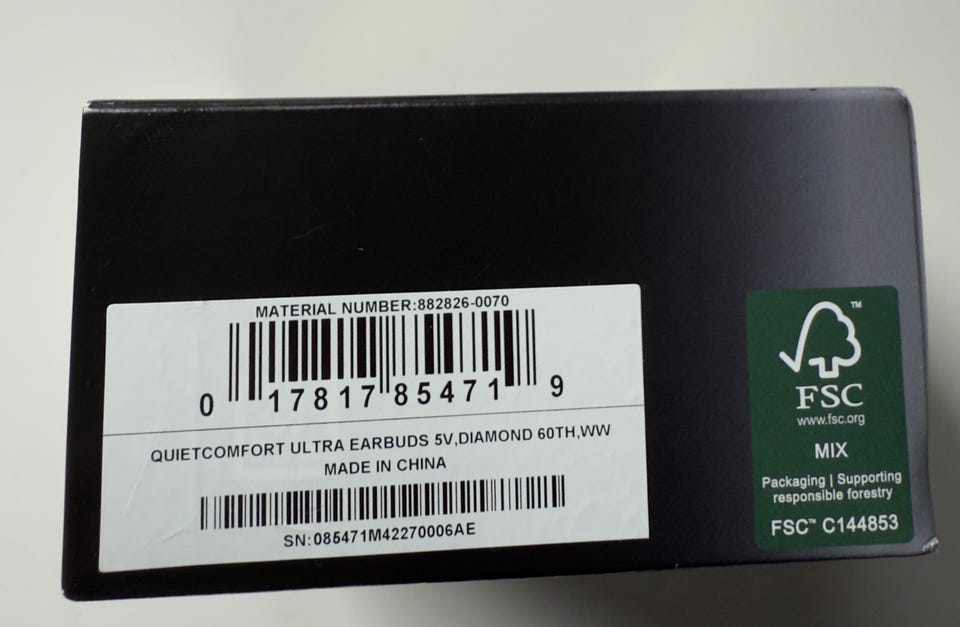 MATERIAL NUMBER:882826-0070
0 17817 85471 9
QUIETCOMFORT ULTRA EARBUDS 5V,DIAMOND 60TH,WW
MADE IN CHINA
SN:085471M42270006AE
TM
FSC
www.fsc.org
MIX
Packaging | Supporting
responsible forestry
FSC™ C144853